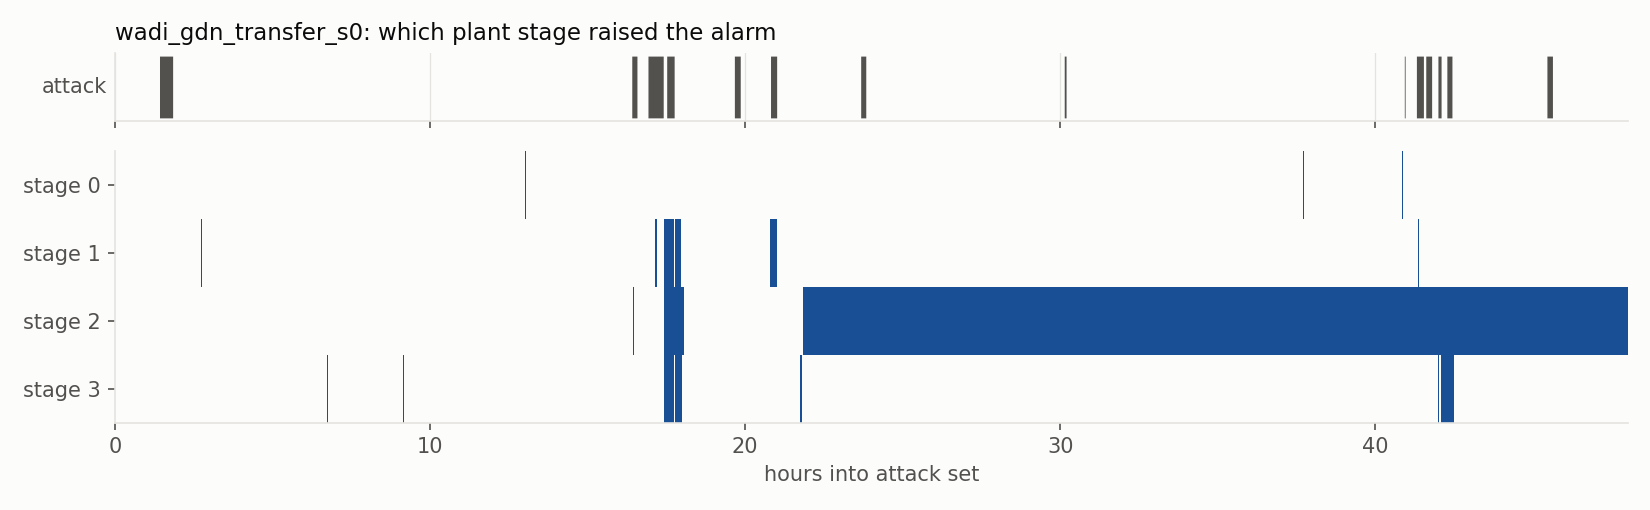 wadi_gdn_transfer_s0: which plant stage raised the alarm
attack
stage 0
stage 1
stage 2
stage 3
0 10 20 30 40
hours into attack set